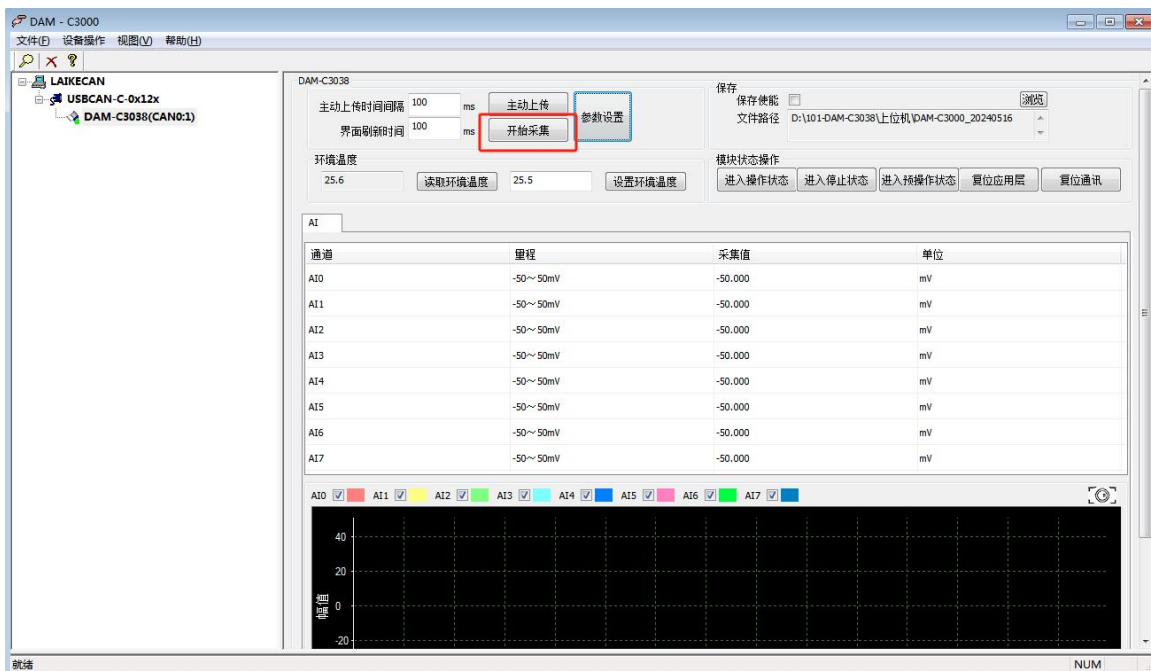 DAM - C3000
文件(F) 设备操作 视图(V) 帮助(H)
LAIKECAN
USBCAN-C-0x12x
DAM-C3038(CAN0:1)
DAM-C3038
主动上传时间间隔 100 ms 主动上传
界面刷新时间 100 ms 开始采集
参数设置
保存
保存使能 浏览
文件路径 D:\101-DAM-C3038\上位机\DAM-C3000_20240516
环境温度
25.6 读取环境温度 25.5 设置环境温度
模块状态操作
进入操作状态 进入停止状态 进入预操作状态 复位应用层 复位通讯
AI
通道 量程 采集值 单位
AI0 -50～50mV -50.000 mV
AI1 -50～50mV -50.000 mV
AI2 -50～50mV -50.000 mV
AI3 -50～50mV -50.000 mV
AI4 -50～50mV -50.000 mV
AI5 -50～50mV -50.000 mV
AI6 -50～50mV -50.000 mV
AI7 -50～50mV -50.000 mV
AI0 AI1 AI2 AI3 AI4 AI5 AI6 AI7
40
20
幅值
0
-20
就绪 NUM